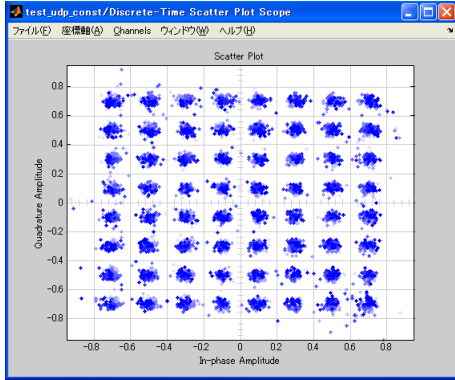 test_udp_const/Discrete-Time Scatter Plot Scope
ファイル(F) 座標軸(A) Channels ウィンドウ(W) ヘルプ(H)
Scatter Plot
0.8
0.6
0.4
0.2
0
-0.2
-0.4
-0.6
-0.8
Quadrature Amplitude
-0.8 -0.6 -0.4 -0.2 0 0.2 0.4 0.6 0.8
In-phase Amplitude